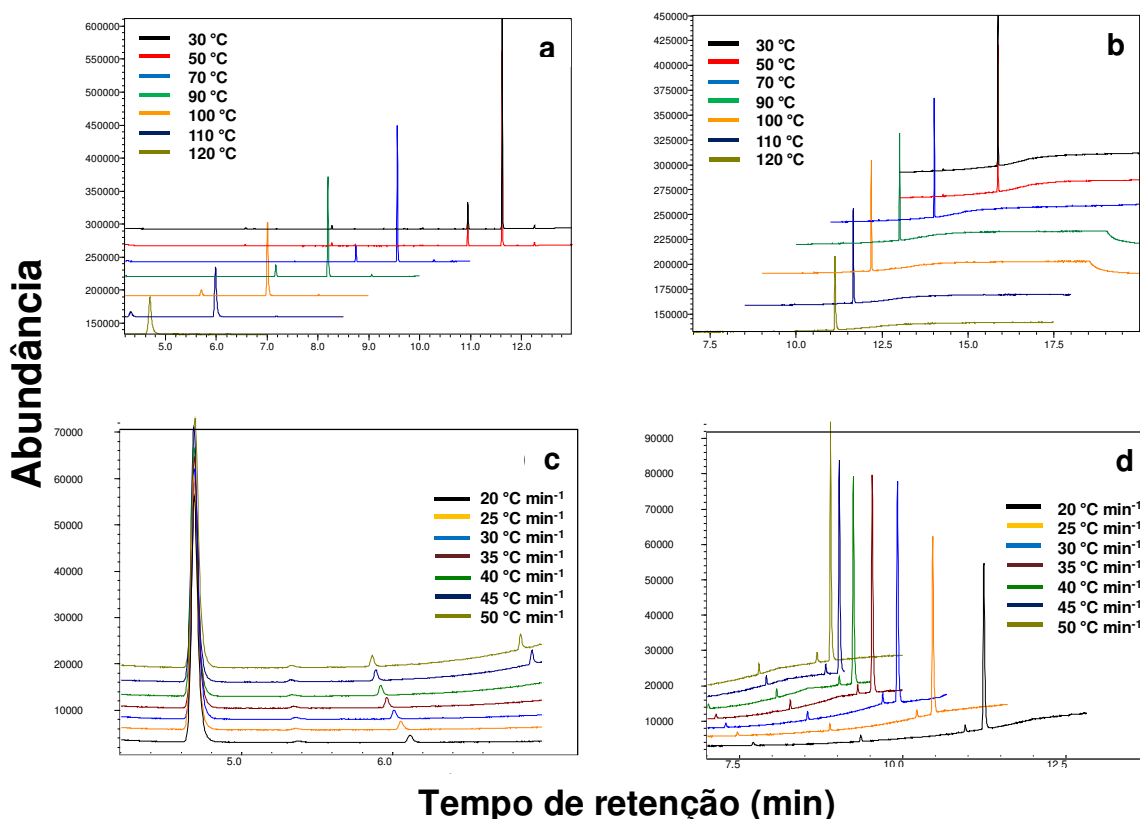 Abundância
a
30 °C
50 °C
70 °C
90 °C
100 °C
110 °C
120 °C
600000
550000
500000
450000
400000
350000
300000
250000
200000
150000
5.0 6.0 7.0 8.0 9.0 10.0 11.0 12.0
b
30 °C
50 °C
70 °C
90 °C
100 °C
110 °C
120 °C
450000
425000
400000
375000
350000
325000
300000
275000
250000
225000
200000
175000
150000
7.5 10.0 12.5 15.0 17.5
c
20 °C min⁻¹
25 °C min⁻¹
30 °C min⁻¹
35 °C min⁻¹
40 °C min⁻¹
45 °C min⁻¹
50 °C min⁻¹
70000
60000
50000
40000
30000
20000
10000
5.0 6.0
d
20 °C min⁻¹
25 °C min⁻¹
30 °C min⁻¹
35 °C min⁻¹
40 °C min⁻¹
45 °C min⁻¹
50 °C min⁻¹
90000
80000
70000
60000
50000
40000
30000
20000
10000
7.5 10.0 12.5
Tempo de retenção (min)